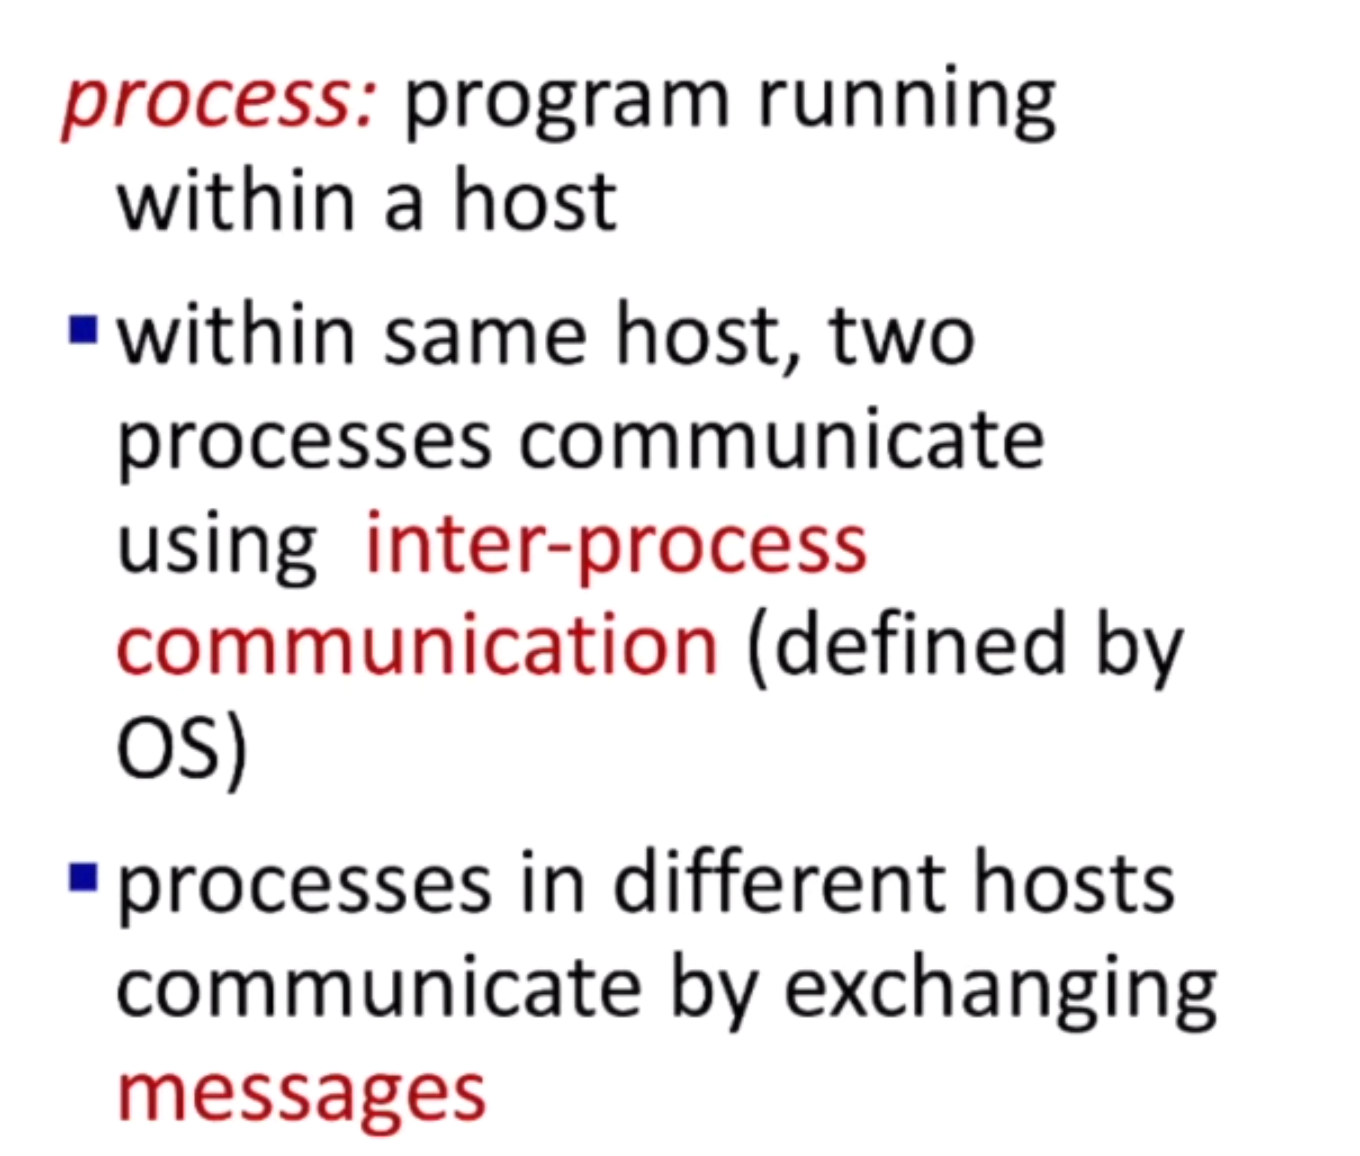 process: program running
within a host
▪ within same host, two
processes communicate
using inter-process
communication (defined by
OS)
▪ processes in different hosts
communicate by exchanging
messages